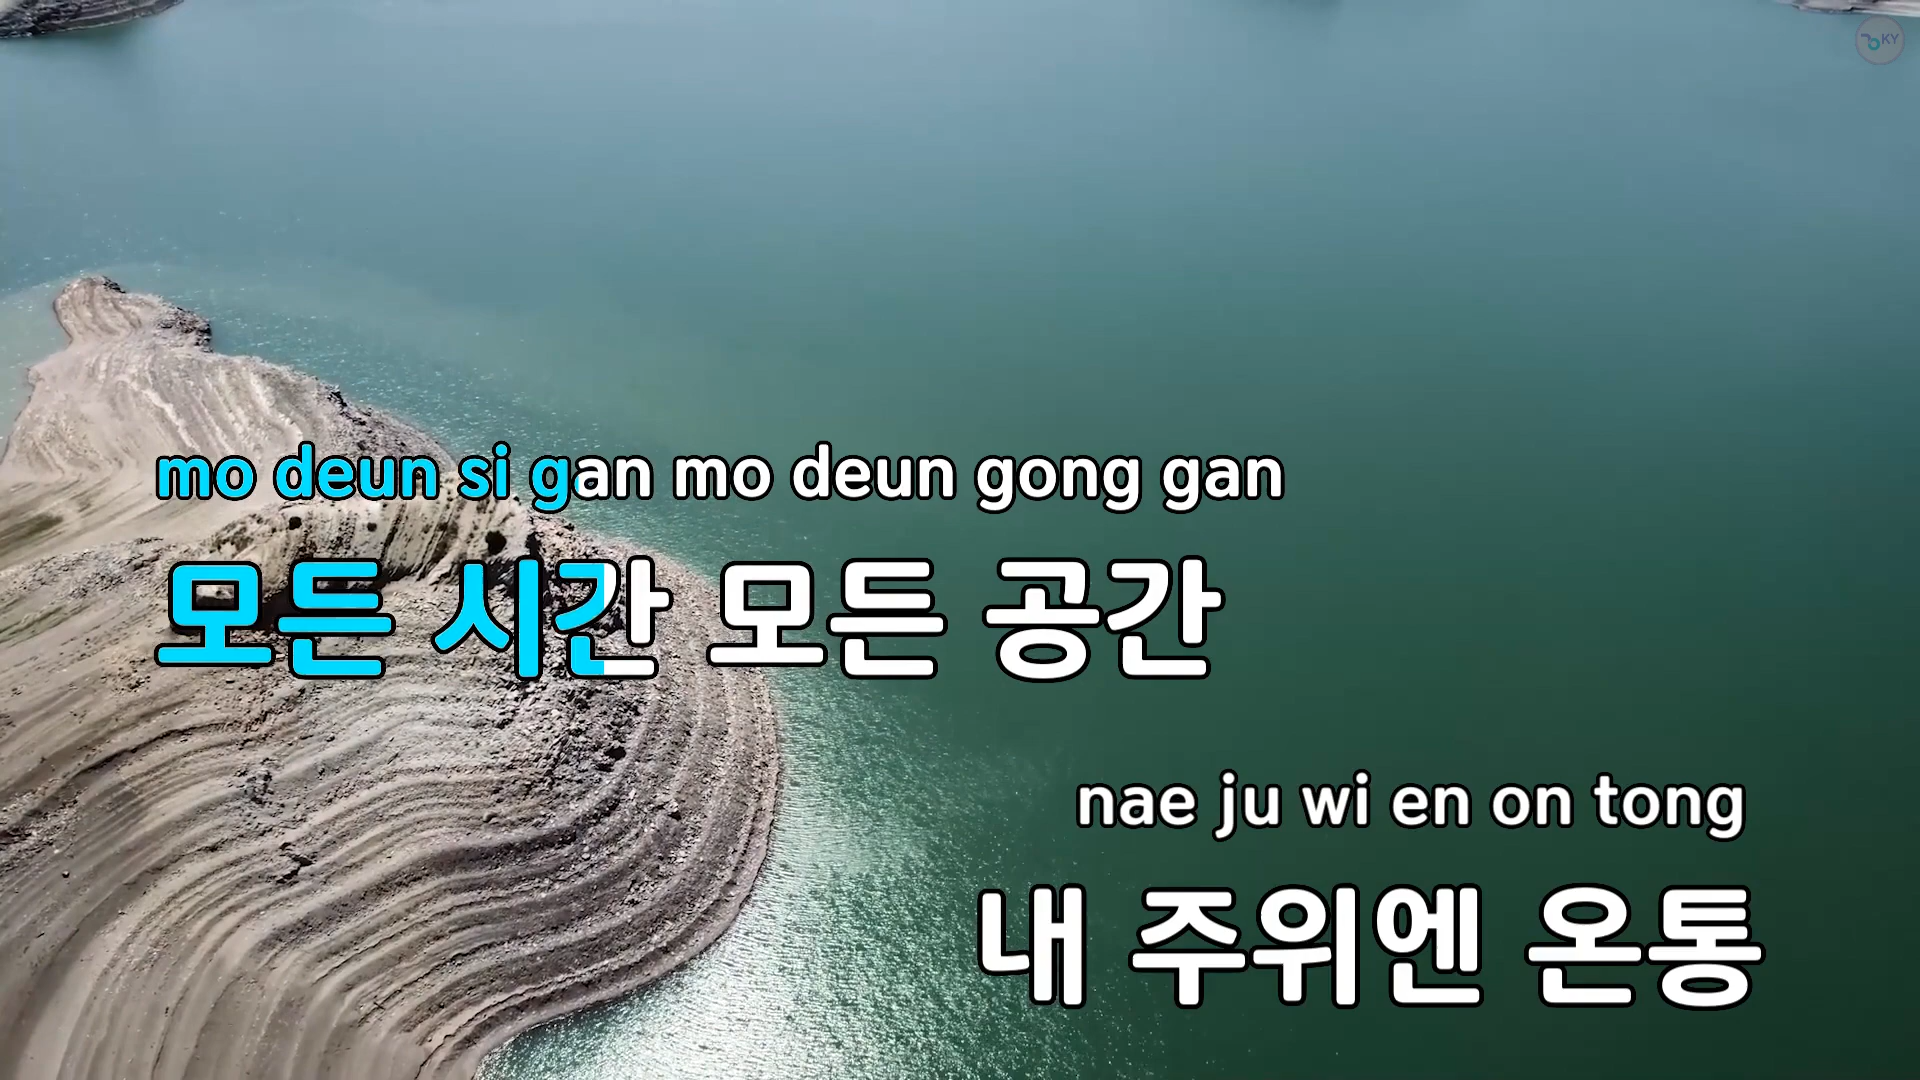 KY
mo deun si gan mo deun gong gan
모든 시간 모든 공간
nae ju wi en on tong
내 주위엔 온통